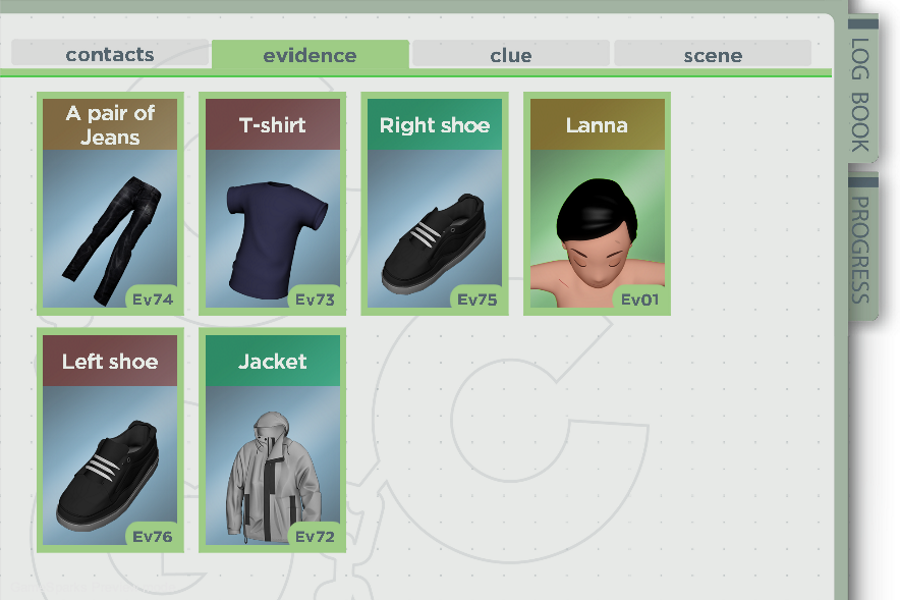 contacts
evidence
clue
scene
LOG BOOK
PROGRESS
A pair of
Jeans
Ev74
T-shirt
Ev73
Right shoe
Ev75
Lanna
Ev01
Left shoe
Ev76
Jacket
Ev72